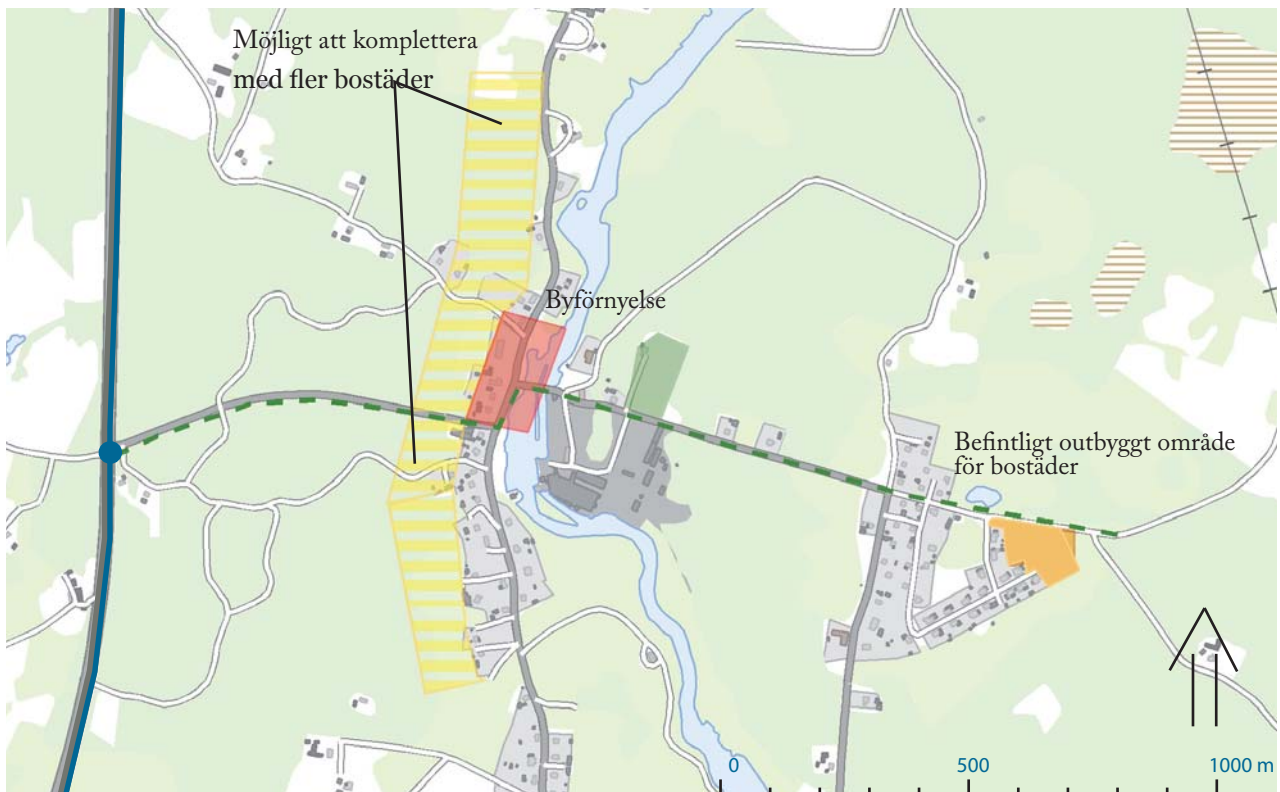 Möjligt att komplettera
med fler bostäder
Byförnyelse
Befintligt outbyggt område
för bostäder
0 500 1000 m